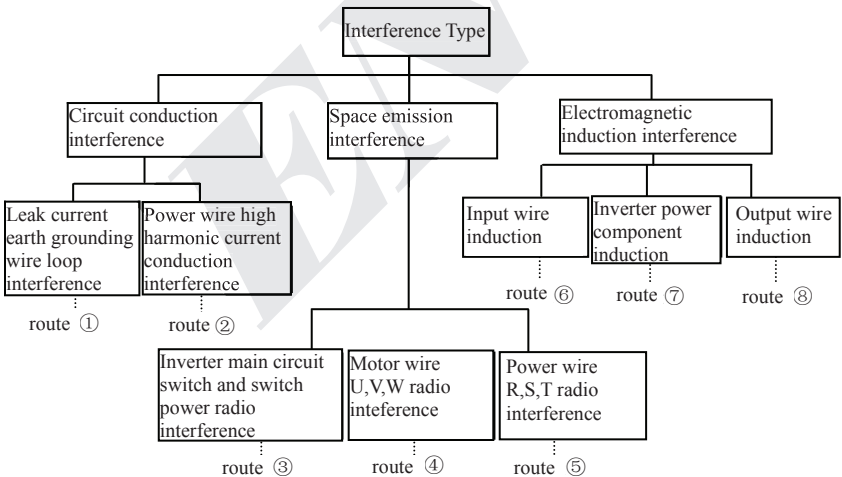 Interference Type
Circuit conduction
interference
Space emission
interference
Electromagnetic
induction interference
Leak current
earth grounding
wire loop
interference
Power wire high
harmonic current
conduction
interference
Input wire
induction
Inverter power
component
induction
Output wire
induction
route ①
route ②
route ⑥
route ⑦
route ⑧
Inverter main circuit
switch and switch
power radio
interference
Motor wire
U,V,W radio
inteference
Power wire
R,S,T radio
interference
route ③
route ④
route ⑤